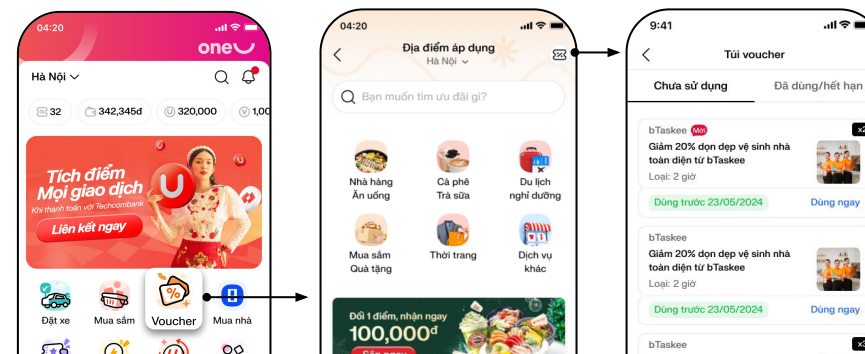 04:20
oneU
Hà Nội
32
342,345đ
320,000
1,00
Tích điểm
Mọi giao dịch
Khi thanh toán với Techcombank
Liên kết ngay
Đặt xe
Mua sắm
Voucher
Mua nhà
04:20
Địa điểm áp dụng
Hà Nội
Bạn muốn tìm ưu đãi gì?
Nhà hàng
Ăn uống
Cà phê
Trà sữa
Du lịch
nghỉ dưỡng
Mua sắm
Quà tặng
Thời trang
Dịch vụ
khác
Đổi 1 điểm, nhận ngay
100,000đ
Săn ngay
9:41
Túi voucher
Chưa sử dụng
Đã dùng/hết hạn
bTaskee Mới
x2
Giảm 20% dọn dẹp vệ sinh nhà
toàn diện từ bTaskee
Loại: 2 giờ
Dùng trước 23/05/2024
Dùng ngay
bTaskee
Giảm 20% dọn dẹp vệ sinh nhà
toàn diện từ bTaskee
Loại: 2 giờ
Dùng trước 23/05/2024
Dùng ngay
bTaskee